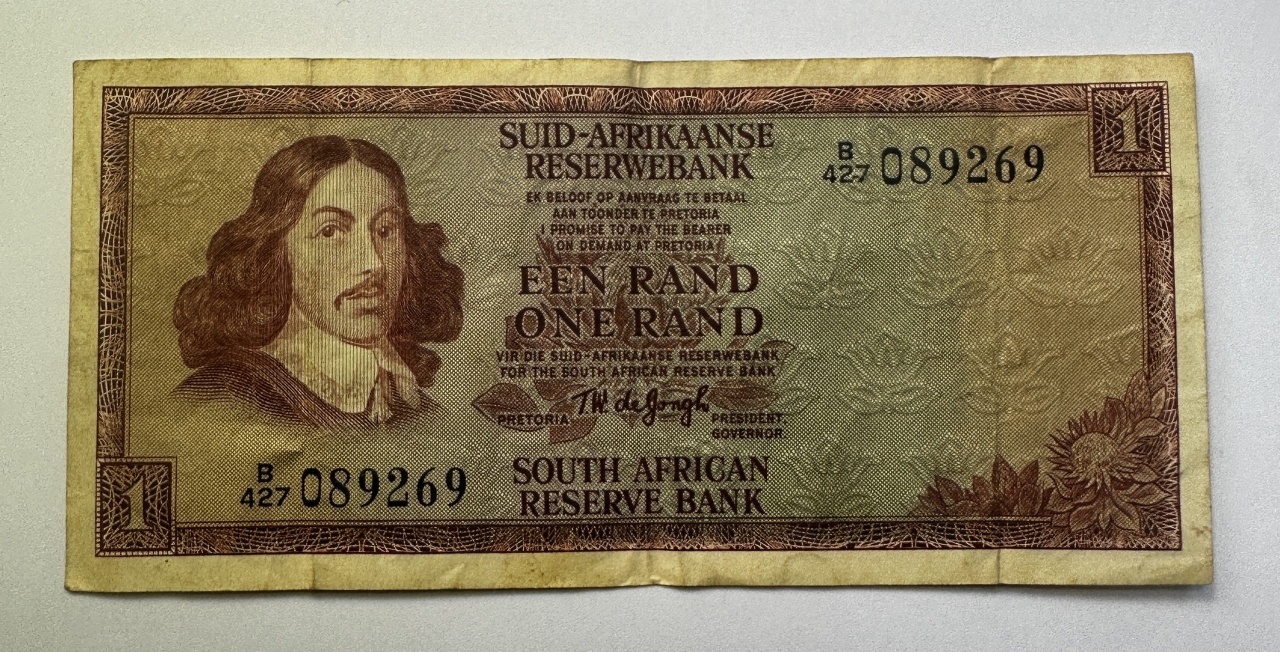 1
SUID-AFRIKAANSE
RESERWEBANK
B
427 089269
EK BELOOF OP AANVRAAG TE BETAAL
AAN TOONDER TE PRETORIA
I PROMISE TO PAY THE BEARER
ON DEMAND AT PRETORIA
EEN RAND
ONE RAND
VIR DIE SUID-AFRIKAANSE RESERWEBANK
FOR THE SOUTH AFRICAN RESERVE BANK
TW de Jongh
PRETORIA PRESIDENT.
GOVERNOR.
B
427 089269
SOUTH AFRICAN
RESERVE BANK
1